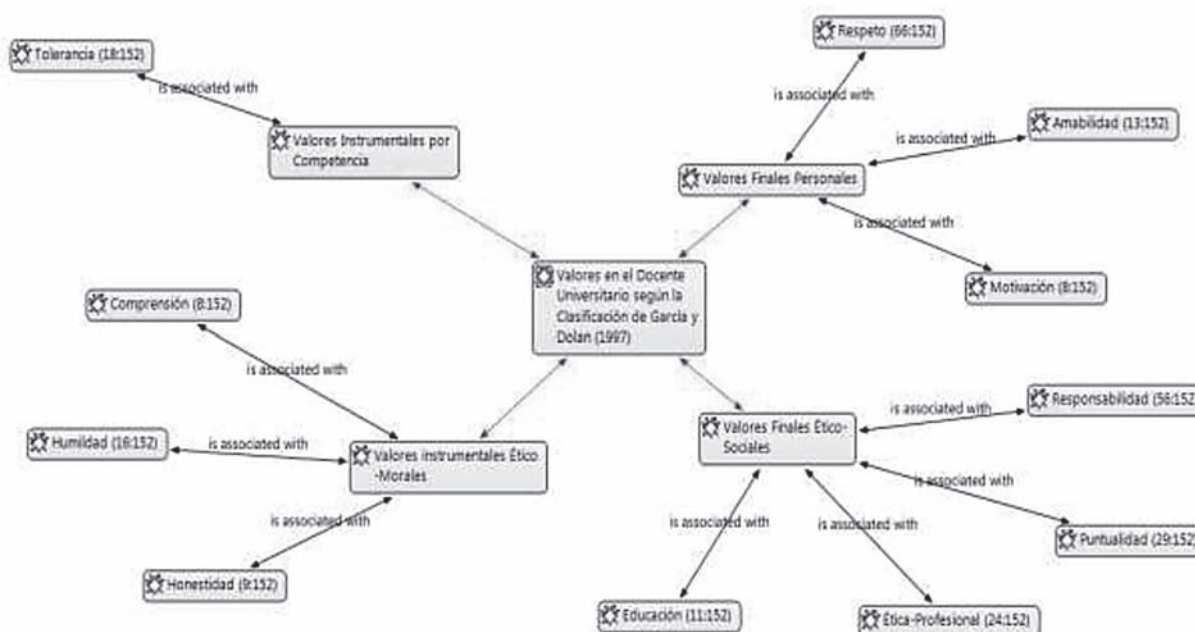 Respeto (66:152)
Tolerancia (18:152)
is associated with
is associated with
Amabilidad (13:152)
is associated with
Valores Instrumentales por
Competencia
Valores Finales Personales
is associated with
Valores en el Docente
Universitario según la
Clasificación de García y
Dolan (1997)
Motivación (8:152)
Comprensión (8:152)
is associated with
Responsabilidad (56:152
is associated with
Valores Finales Ético-
Sociales
Humildad (16:152)
is associated with
Valores instrumentales Ético
-Morales
is associated with
is associated with
is associated with
is associated with
Puntualidad (29:152)
Honestidad (9:152)
Educación (11:152)
Ética-Profesional (24:152)